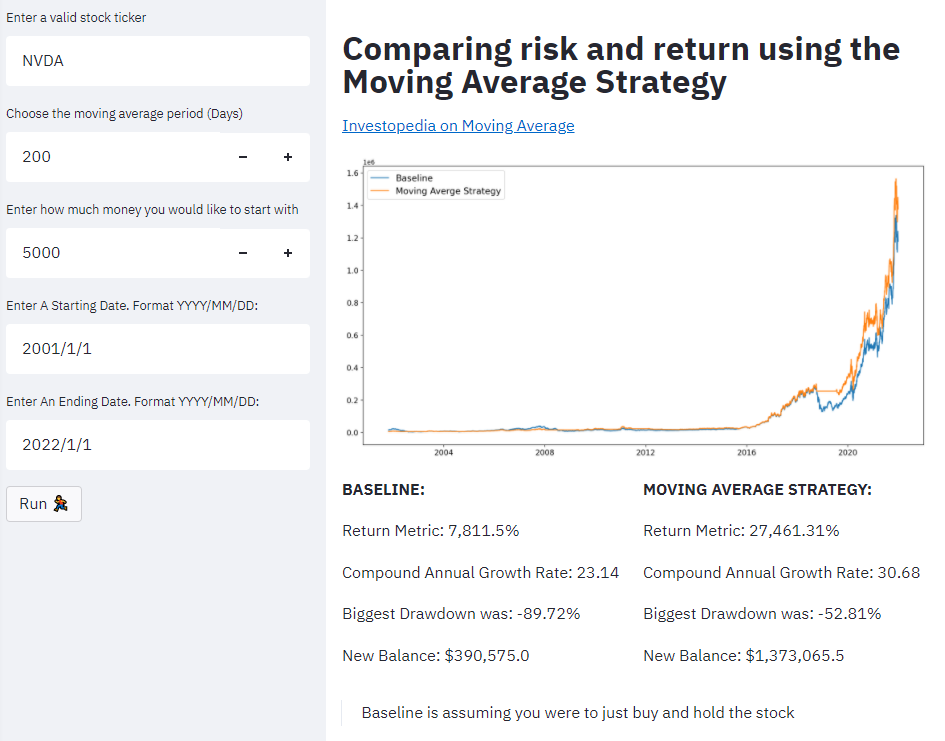 Enter a valid stock ticker
NVDA
Choose the moving average period (Days)
200
− +
Enter how much money you would like to start with
5000
− +
Enter A Starting Date. Format YYYY/MM/DD:
2001/1/1
Enter An Ending Date. Format YYYY/MM/DD:
2022/1/1
Run
Comparing risk and return using the
Moving Average Strategy
Investopedia on Moving Average
1e6
Baseline
Moving Averge Strategy
1.6
1.4
1.2
1.0
0.8
0.6
0.4
0.2
0.0
2004 2008 2012 2016 2020
BASELINE:
Return Metric: 7,811.5%
Compound Annual Growth Rate: 23.14
Biggest Drawdown was: -89.72%
New Balance: $390,575.0
MOVING AVERAGE STRATEGY:
Return Metric: 27,461.31%
Compound Annual Growth Rate: 30.68
Biggest Drawdown was: -52.81%
New Balance: $1,373,065.5
Baseline is assuming you were to just buy and hold the stock